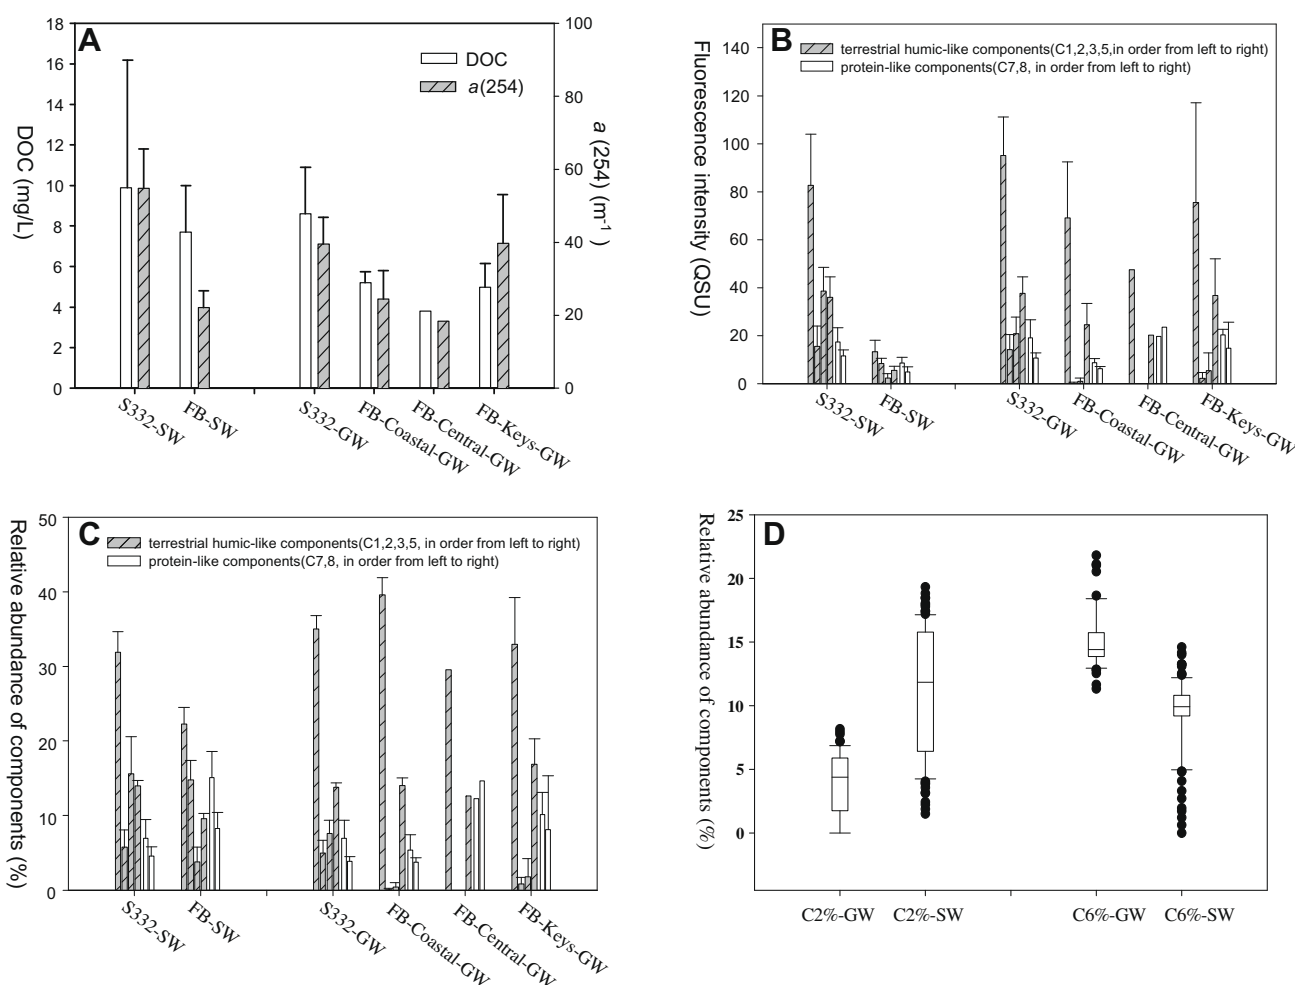 A
DOC
a(254)
DOC (mg/L)
18
16
14
12
10
8
6
4
2
0
100
80
60
40
20
0
a (254) (m-1 )
S332-SW
FB-SW
S332-GW
FB-Coastal-GW
FB-Central-GW
FB-Keys-GW
B
terrestrial humic-like components(C1,2,3,5,in order from left to right)
protein-like components(C7,8, in order from left to right)
Fluorescence intensity (QSU)
140
120
100
80
60
40
20
0
S332-SW
FB-SW
S332-GW
FB-Coastal-GW
FB-Central-GW
FB-Keys-GW
C
terrestrial humic-like components(C1,2,3,5, in order from left to right)
protein-like components(C7,8, in order from left to right)
Relative abundance of components (%)
50
40
30
20
10
0
S332-SW
FB-SW
S332-GW
FB-Coastal-GW
FB-Central-GW
FB-Keys-GW
D
Relative abundance of components (%)
25
20
15
10
5
0
C2%-GW
C2%-SW
C6%-GW
C6%-SW